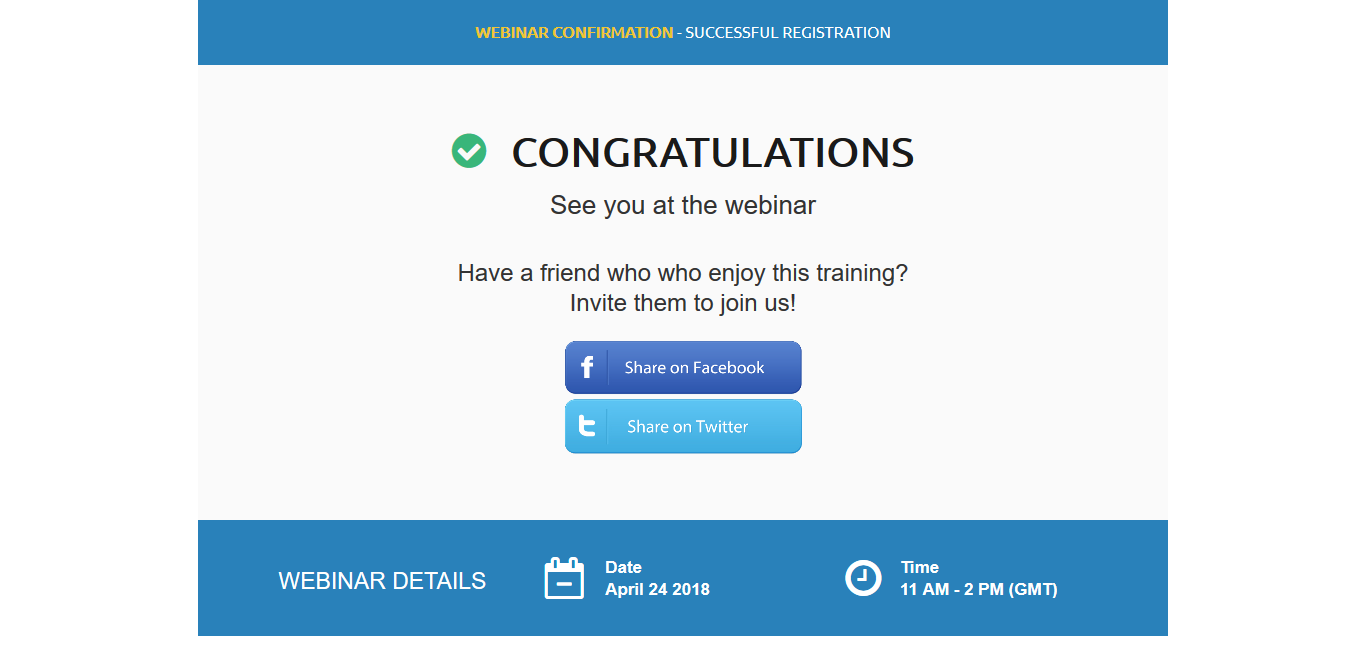 WEBINAR CONFIRMATION - SUCCESSFUL REGISTRATION
CONGRATULATIONS
See you at the webinar
Have a friend who who enjoy this training?
Invite them to join us!
f Share on Facebook
t Share on Twitter
WEBINAR DETAILS
Date
April 24 2018
Time
11 AM - 2 PM (GMT)